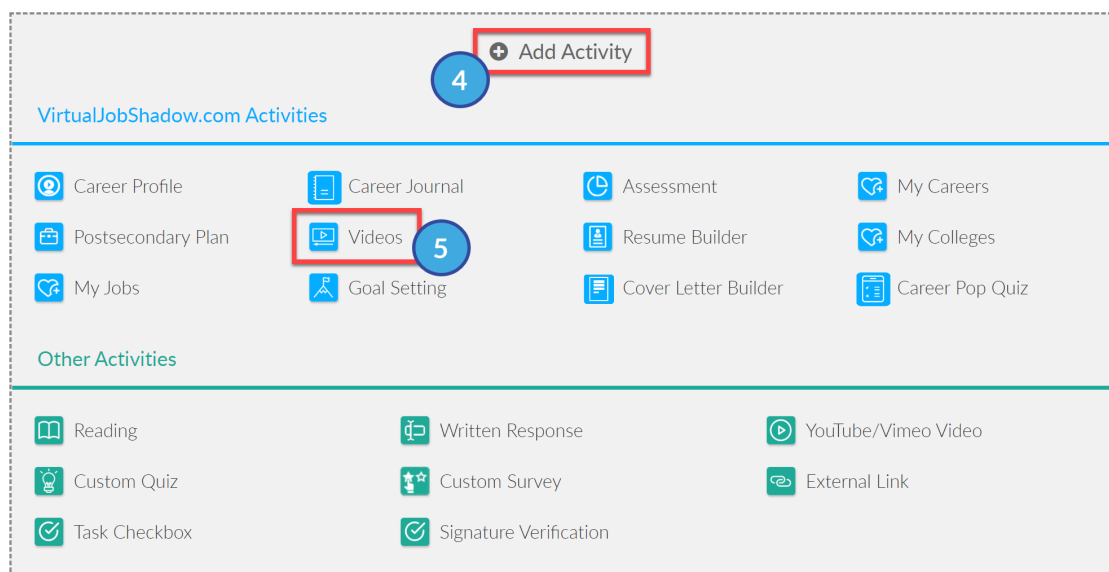 Add Activity
4
VirtualJobShadow.com Activities
Career Profile Career Journal Assessment My Careers
Postsecondary Plan Videos 5 Resume Builder My Colleges
My Jobs Goal Setting Cover Letter Builder Career Pop Quiz
Other Activities
Reading Written Response YouTube/Vimeo Video
Custom Quiz Custom Survey External Link
Task Checkbox Signature Verification